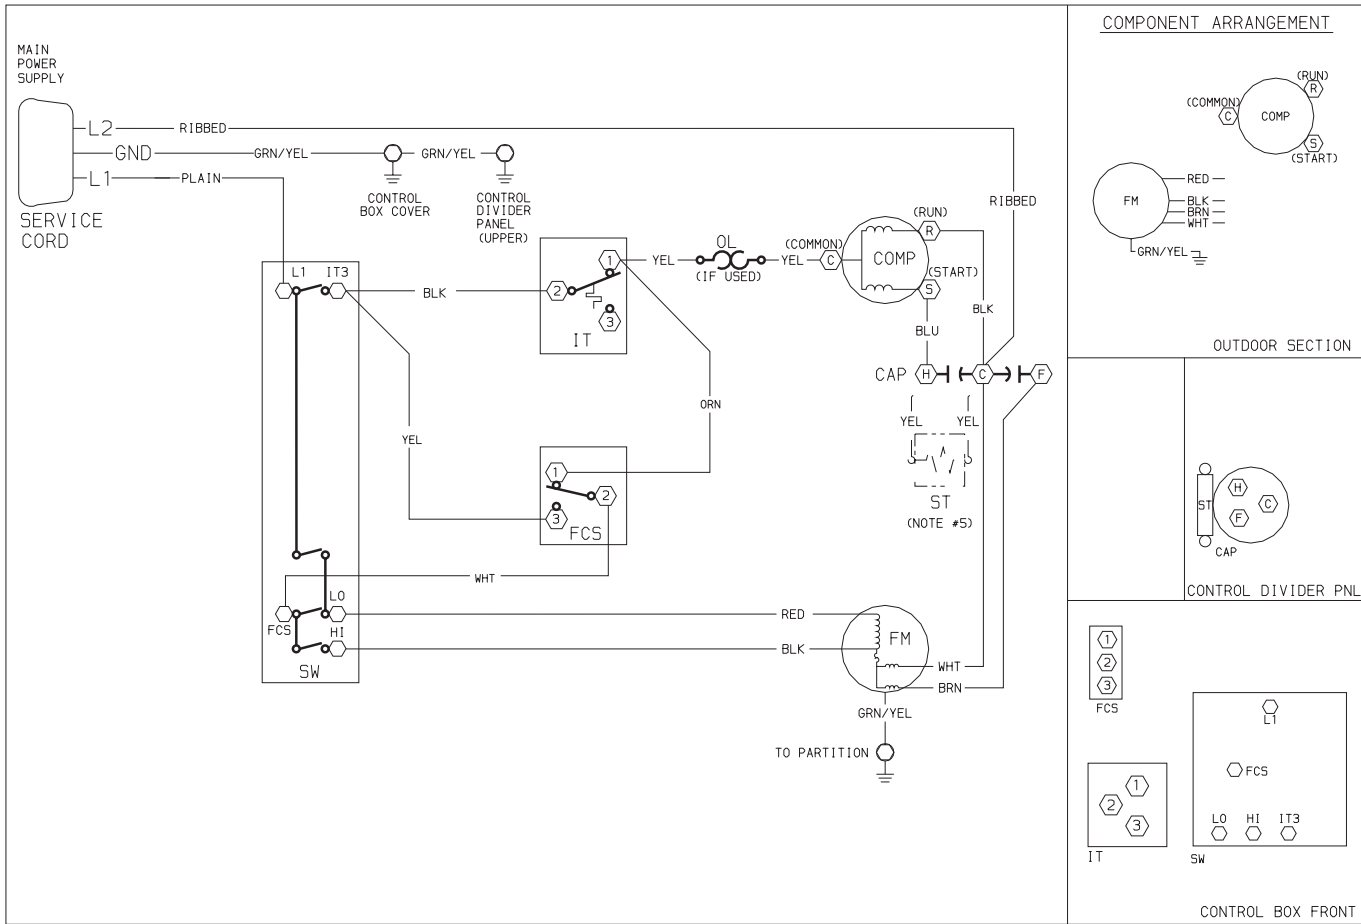 MAIN
POWER
SUPPLY
L2
RIBBED
GND
GRN/YEL
GRN/YEL
L1
PLAIN
SERVICE
CORD
CONTROL
BOX COVER
CONTROL
DIVIDER
PANEL
(UPPER)
RIBBED
L1 IT3
BLK
1
2
3
IT
YEL
OL
(IF USED)
YEL
(COMMON)
C
COMP
(RUN)
R
(START)
S
BLU
BLK
CAP
H
C
F
YEL
YEL
ST
(NOTE #5)
ORN
YEL
1
2
3
FCS
WHT
FCS
LO
HI
SW
RED
BLK
FM
WHT
BRN
GRN/YEL
TO PARTITION
COMPONENT ARRANGEMENT
(RUN)
R
(COMMON)
C
COMP
S
(START)
FM
RED
BLK
BRN
WHT
GRN/YEL
OUTDOOR SECTION
ST
H
C
F
CAP
CONTROL DIVIDER PNL
1
2
3
FCS
L1
FCS
LO HI IT3
SW
1
2
3
IT
CONTROL BOX FRONT